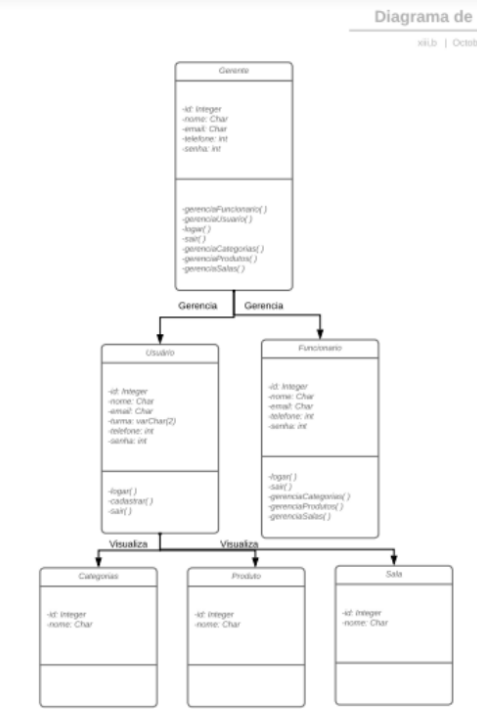 Diagrama de
xiii.b | Octob
Gerente
-id: Integer
-nome: Char
-email: Char
-telefone: int
-senha: int
-gerenciaFuncionario( )
-gerenciaUsuario( )
-logar( )
-sair( )
-gerenciaCategorias( )
-gerenciaProdutos( )
-gerenciaSalas( )
Gerencia
Gerencia
Usuário
-id: Integer
-nome: Char
-email: Char
-turma: varChar(2)
-telefone: int
-senha: int
-logar( )
-cadastrar( )
-sair( )
Funcionario
-id: Integer
-nome: Char
-email: Char
-telefone: int
-senha: int
-logar( )
-sair( )
-gerenciaCategorias( )
-gerenciaProdutos( )
-gerenciaSalas( )
Visualiza
Visualiza
Categorias
-id: Integer
-nome: Char
Produto
-id: Integer
-nome: Char
Sala
-id: Integer
-nome: Char